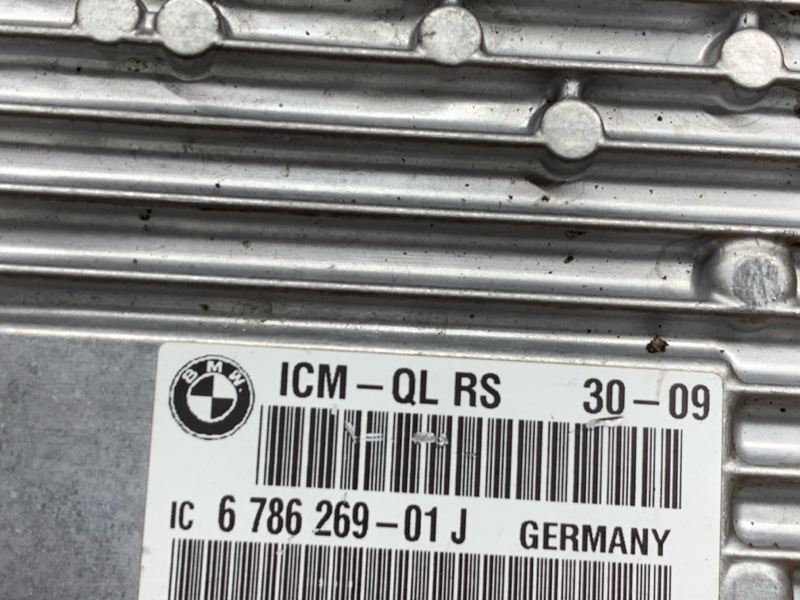 BMW ICM-QL RS 30-09
IC 6 786 269-01 J GERMANY